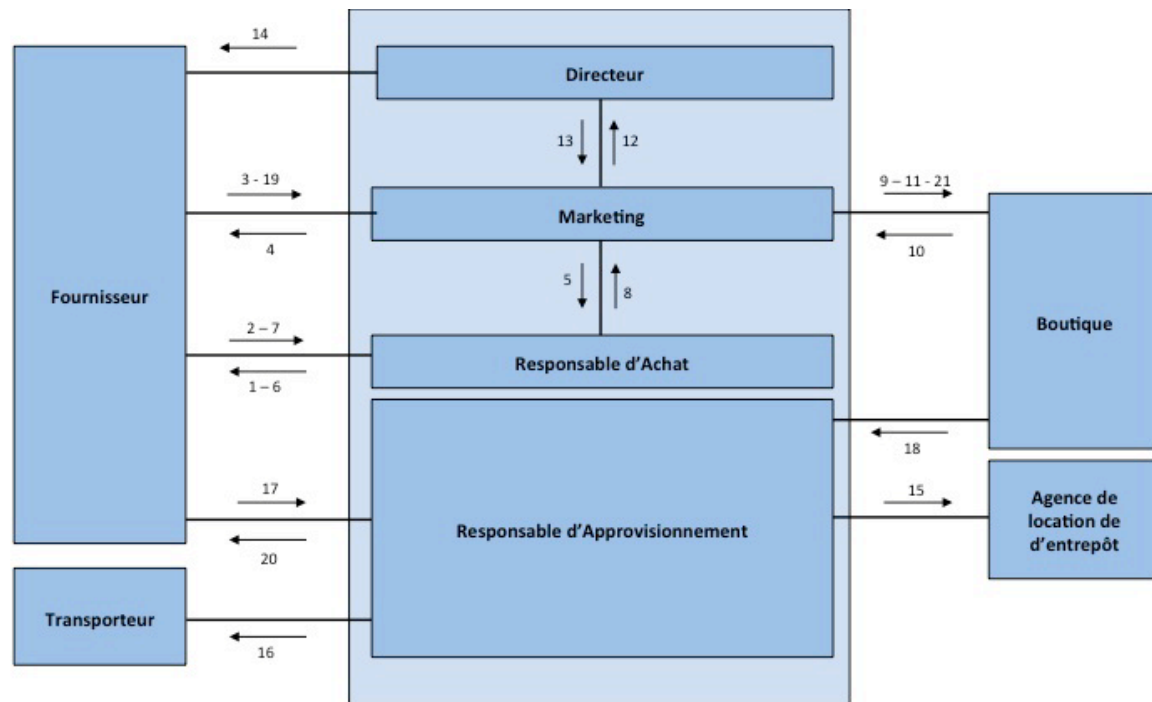 14
Directeur
13
12
3 - 19
9 – 11 - 21
Marketing
4
10
5
8
Fournisseur
Boutique
2 – 7
Responsable d'Achat
1 – 6
18
17
15
Agence de
location de
d'entrepôt
Responsable d'Approvisionnement
20
Transporteur
16